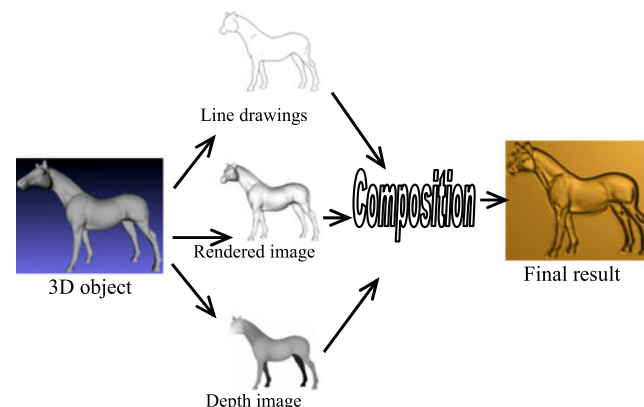 Line drawings
3D object
Rendered image
Composition
Final result
Depth image